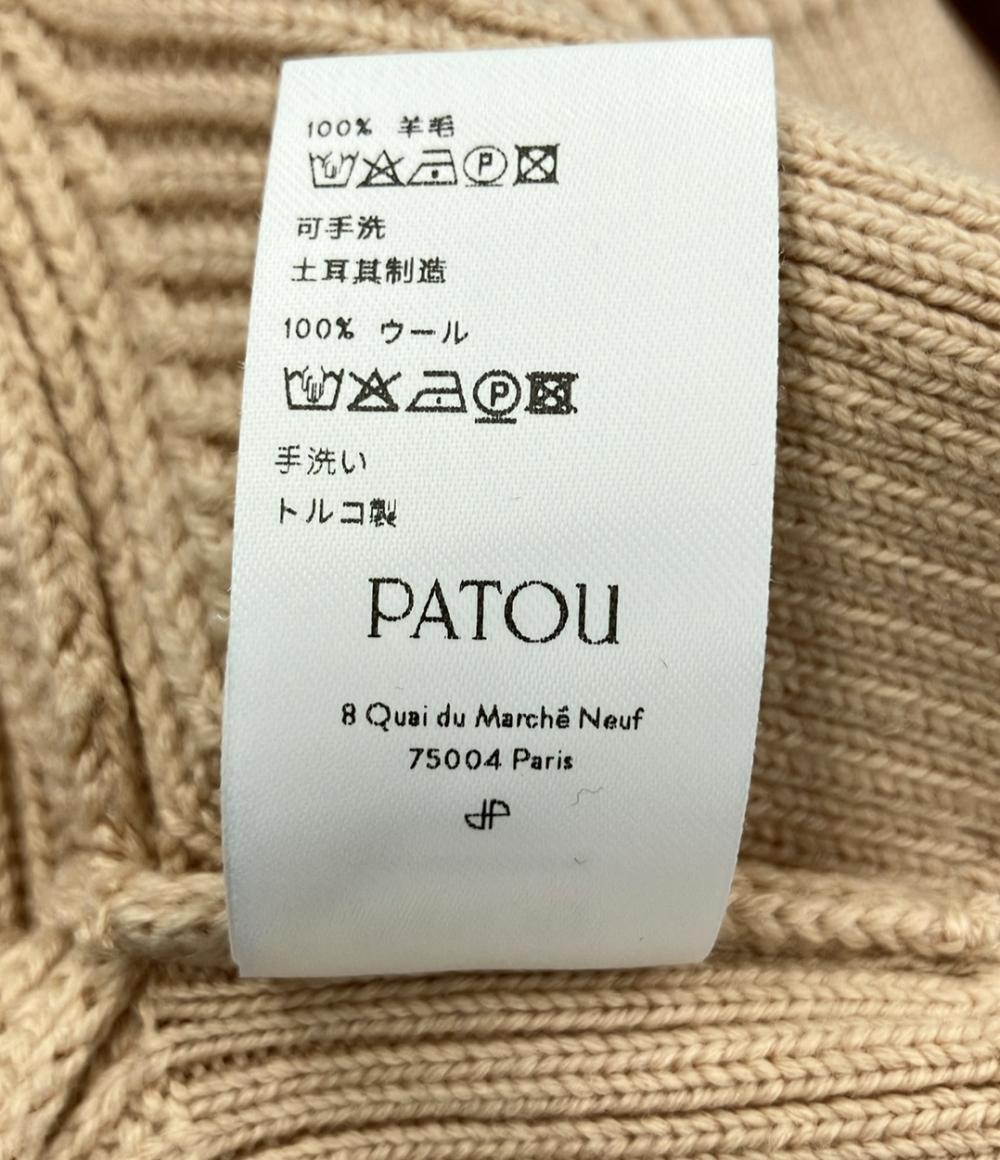 100% 羊毛
P
可手洗
土耳其制造
100% ウール
P
手洗い
トルコ製
PATOU
8 Quai du Marché Neuf
75004 Paris
JP